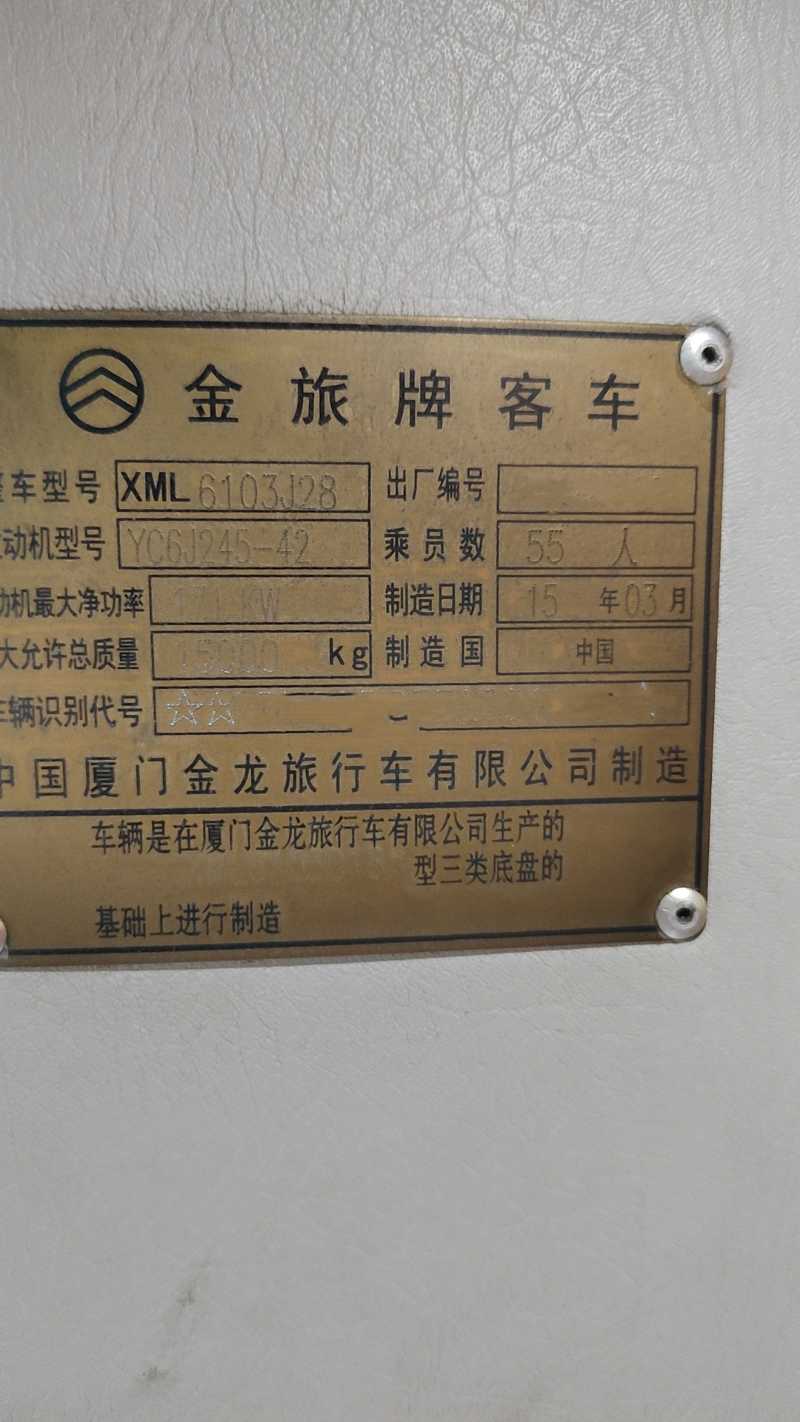 金旅牌客车
车型号 XML6103J28 出厂编号
动机型号 YC6J245-42 乘员数 55 人
动机最大净功率 KW 制造日期 15 年 03 月
大允许总质量 15000 kg 制造国 中国
车辆识别代号 ☆☆
中国厦门金龙旅行车有限公司制造
车辆是在厦门金龙旅行车有限公司生产的
型三类底盘的
基础上进行制造